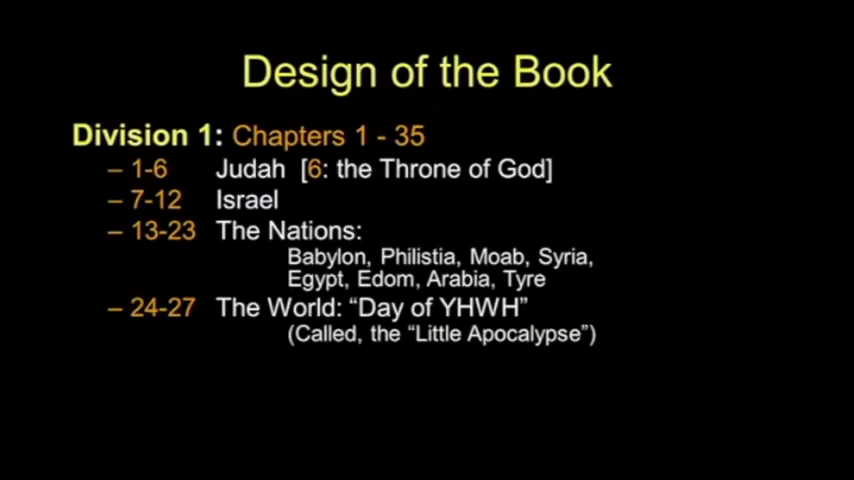 Design of the Book
Division 1: Chapters 1 - 35
– 1-6 Judah [6: the Throne of God]
– 7-12 Israel
– 13-23 The Nations:
Babylon, Philistia, Moab, Syria,
Egypt, Edom, Arabia, Tyre
– 24-27 The World: “Day of YHWH”
(Called, the “Little Apocalypse”)